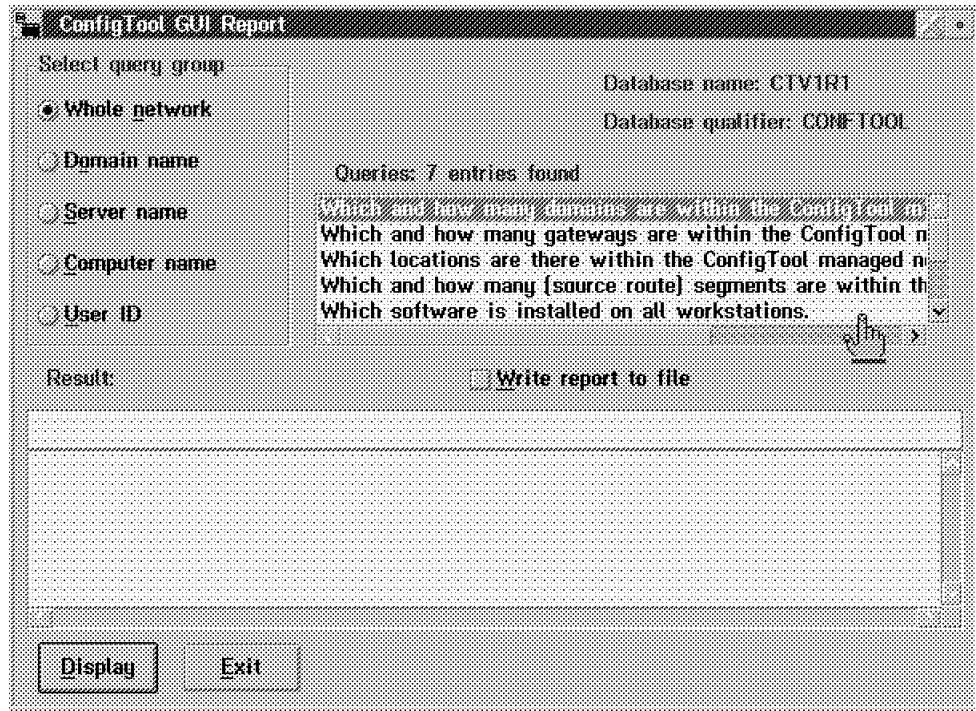 ConfigTool GUI Report
Select query group
Whole network
Domain name
Server name
Computer name
User ID
Database name: CTV1R1
Database qualifier: CONFTOOL
Queries: 7 entries found
Which and how many domains are within the ConfigTool m
Which and how many gateways are within the ConfigTool n
Which locations are there within the ConfigTool managed n
Which and how many (source route) segments are within th
Which software is installed on all workstations.
Result:
Write report to file
Display
Exit